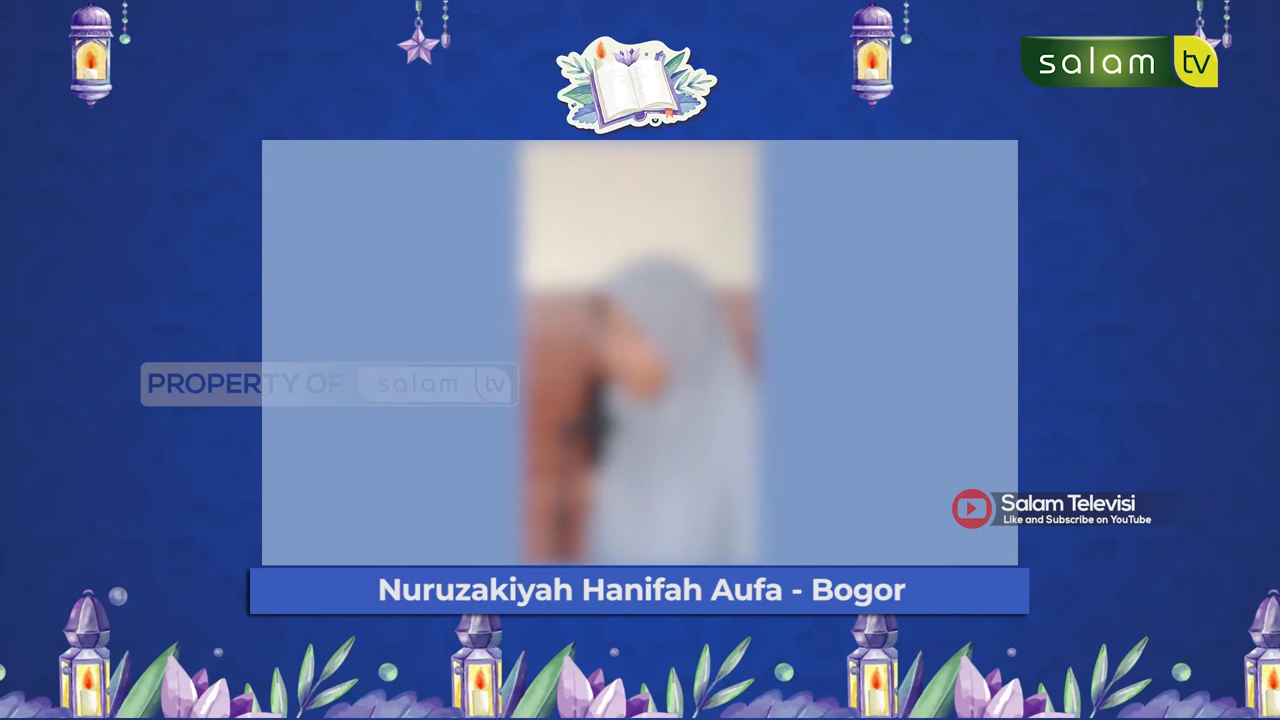 salam tv
PROPERTY OF salam tv
Salam Televisi
Like and Subscribe on YouTube
Nuruzakiyah Hanifah Aufa - Bogor